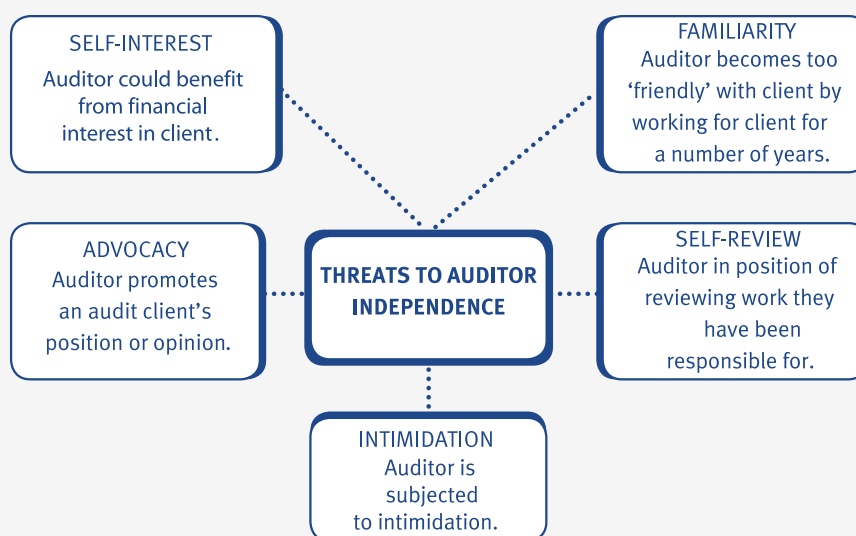 SELF-INTEREST
Auditor could benefit
from financial
interest in client.
FAMILIARITY
Auditor becomes too
‘friendly’ with client by
working for client for
a number of years.
ADVOCACY
Auditor promotes
an audit client’s
position or opinion.
THREATS TO AUDITOR
INDEPENDENCE
SELF-REVIEW
Auditor in position of
reviewing work they
have been
responsible for.
INTIMIDATION
Auditor is
subjected
to intimidation.